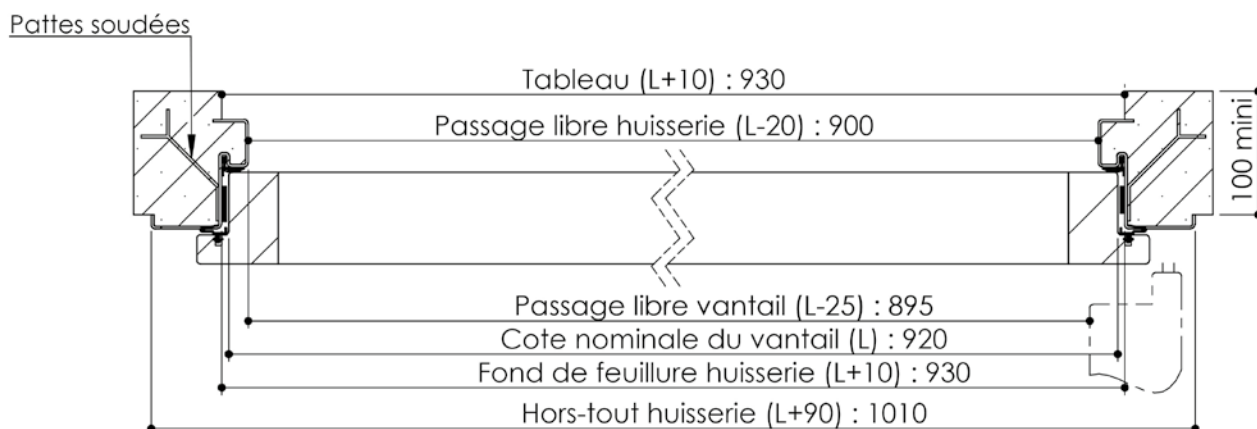 Pattes soudées
Tableau (L+10) : 930
Passage libre huisserie (L-20) : 900
100 mini
Passage libre vantail (L-25) : 895
Cote nominale du vantail (L) : 920
Fond de feuillure huisserie (L+10) : 930
Hors-tout huisserie (L+90) : 1010